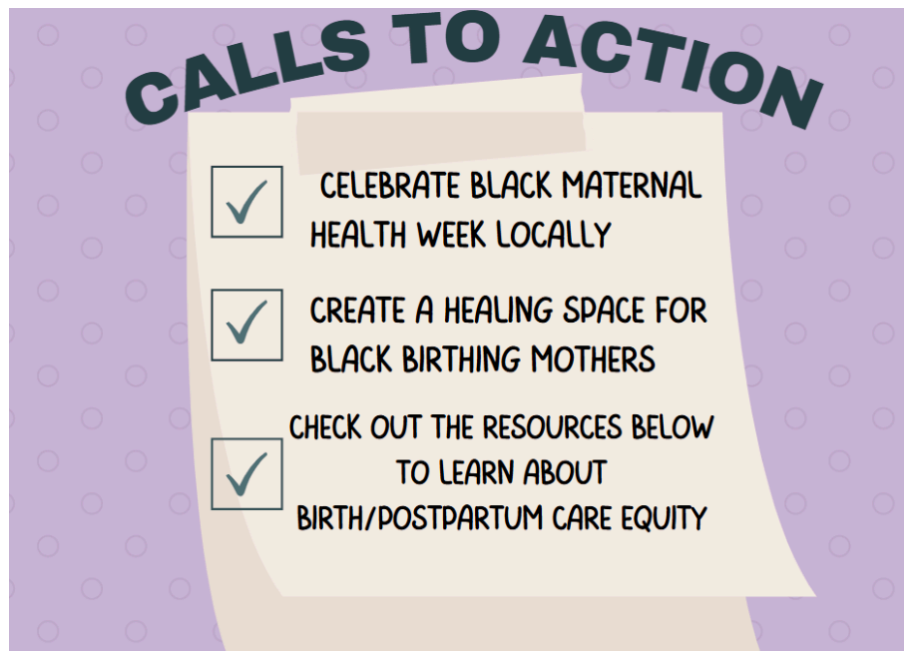 CALLS TO ACTION
CELEBRATE BLACK MATERNAL
HEALTH WEEK LOCALLY
CREATE A HEALING SPACE FOR
BLACK BIRTHING MOTHERS
CHECK OUT THE RESOURCES BELOW
TO LEARN ABOUT
BIRTH/POSTPARTUM CARE EQUITY